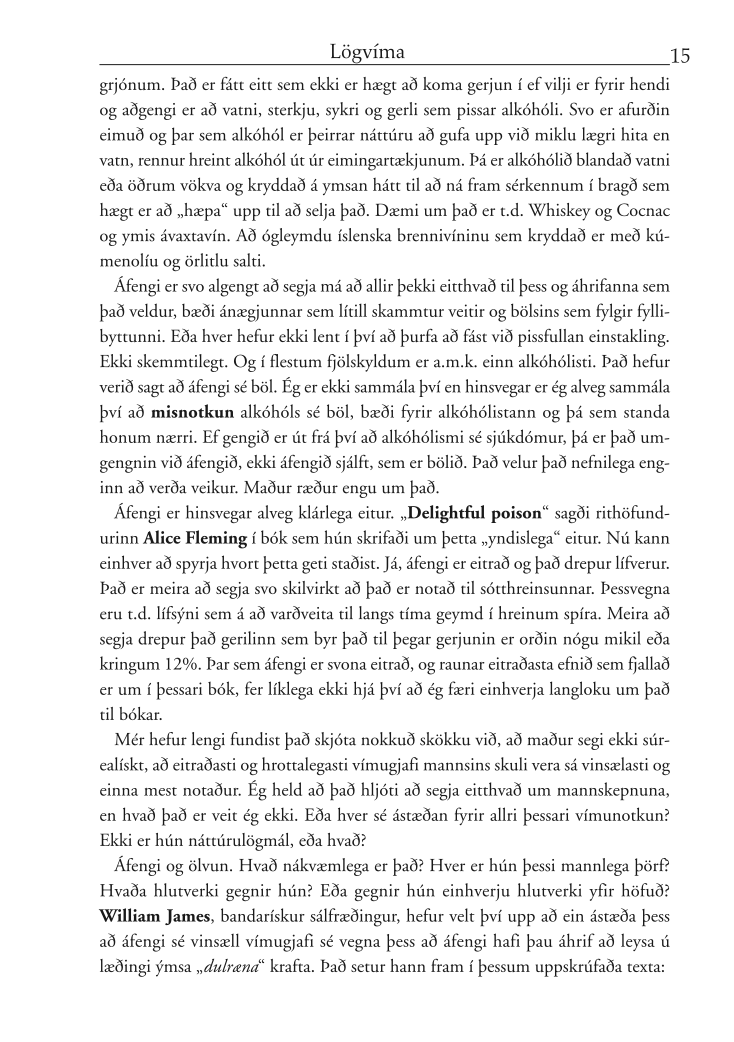 Lögvíma
15
grjónum. Það er fátt eitt sem ekki er hægt að koma gerjun í ef vilji er fyrir hendi
og aðgengi er að vatni, sterkju, sykri og gerli sem pissar alkóhóli. Svo er afurðin
eimuð og þar sem alkóhól er þeirrar náttúru að gufa upp við miklu lægri hita en
vatn, rennur hreint alkóhól út úr eimingartækjunum. Þá er alkóhólið blandað vatni
eða öðrum vökva og kryddað á ymsan hátt til að ná fram sérkennum í bragð sem
hægt er að „hæpa“ upp til að selja það. Dæmi um það er t.d. Whiskey og Cocnac
og ymis ávaxtavín. Að ógleymdu íslenska brennivíninu sem kryddað er með kú-
menolíu og örlitlu salti.
Áfengi er svo algengt að segja má að allir þekki eitthvað til þess og áhrifanna sem
það veldur, bæði ánægjunnar sem lítill skammtur veitir og bölsins sem fylgir fylli-
byttunni. Eða hver hefur ekki lent í því að þurfa að fást við pissfullan einstakling.
Ekki skemmtilegt. Og í flestum fjölskyldum er a.m.k. einn alkóhólisti. Það hefur
verið sagt að áfengi sé böl. Ég er ekki sammála því en hinsvegar er ég alveg sammála
því að misnotkun alkóhóls sé böl, bæði fyrir alkóhólistann og þá sem standa
honum nærri. Ef gengið er út frá því að alkóhólismi sé sjúkdómur, þá er það um-
gengnin við áfengið, ekki áfengið sjálft, sem er bölið. Það velur það nefnilega eng-
inn að verða veikur. Maður ræður engu um það.
Áfengi er hinsvegar alveg klárlega eitur. „Delightful poison“ sagði rithöfund-
urinn Alice Fleming í bók sem hún skrifaði um þetta „yndislega“ eitur. Nú kann
einhver að spyrja hvort þetta geti staðist. Já, áfengi er eitrað og það drepur lífverur.
Það er meira að segja svo skilvirkt að það er notað til sótthreinsunnar. Þessvegna
eru t.d. lífsýni sem á að varðveita til langs tíma geymd í hreinum spíra. Meira að
segja drepur það gerilinn sem byr það til þegar gerjunin er orðin nógu mikil eða
kringum 12%. Þar sem áfengi er svona eitrað, og raunar eitraðasta efnið sem fjallað
er um í þessari bók, fer líklega ekki hjá því að ég færi einhverja langloku um það
til bókar.
Mér hefur lengi fundist það skjóta nokkuð skökku við, að maður segi ekki súr-
ealískt, að eitraðasti og hrottalegasti vímugjafi mannsins skuli vera sá vinsælasti og
einna mest notaður. Ég held að það hljóti að segja eitthvað um mannskepnuna,
en hvað það er veit ég ekki. Eða hver sé ástæðan fyrir allri þessari vímunotkun?
Ekki er hún náttúrulögmál, eða hvað?
Áfengi og ölvun. Hvað nákvæmlega er það? Hver er hún þessi mannlega þörf?
Hvaða hlutverki gegnir hún? Eða gegnir hún einhverju hlutverki yfir höfuð?
William James, bandarískur sálfræðingur, hefur velt því upp að ein ástæða þess
að áfengi sé vinsæll vímugjafi sé vegna þess að áfengi hafi þau áhrif að leysa ú
læðingi ýmsa „dulræna“ krafta. Það setur hann fram í þessum uppskrúfaða texta: